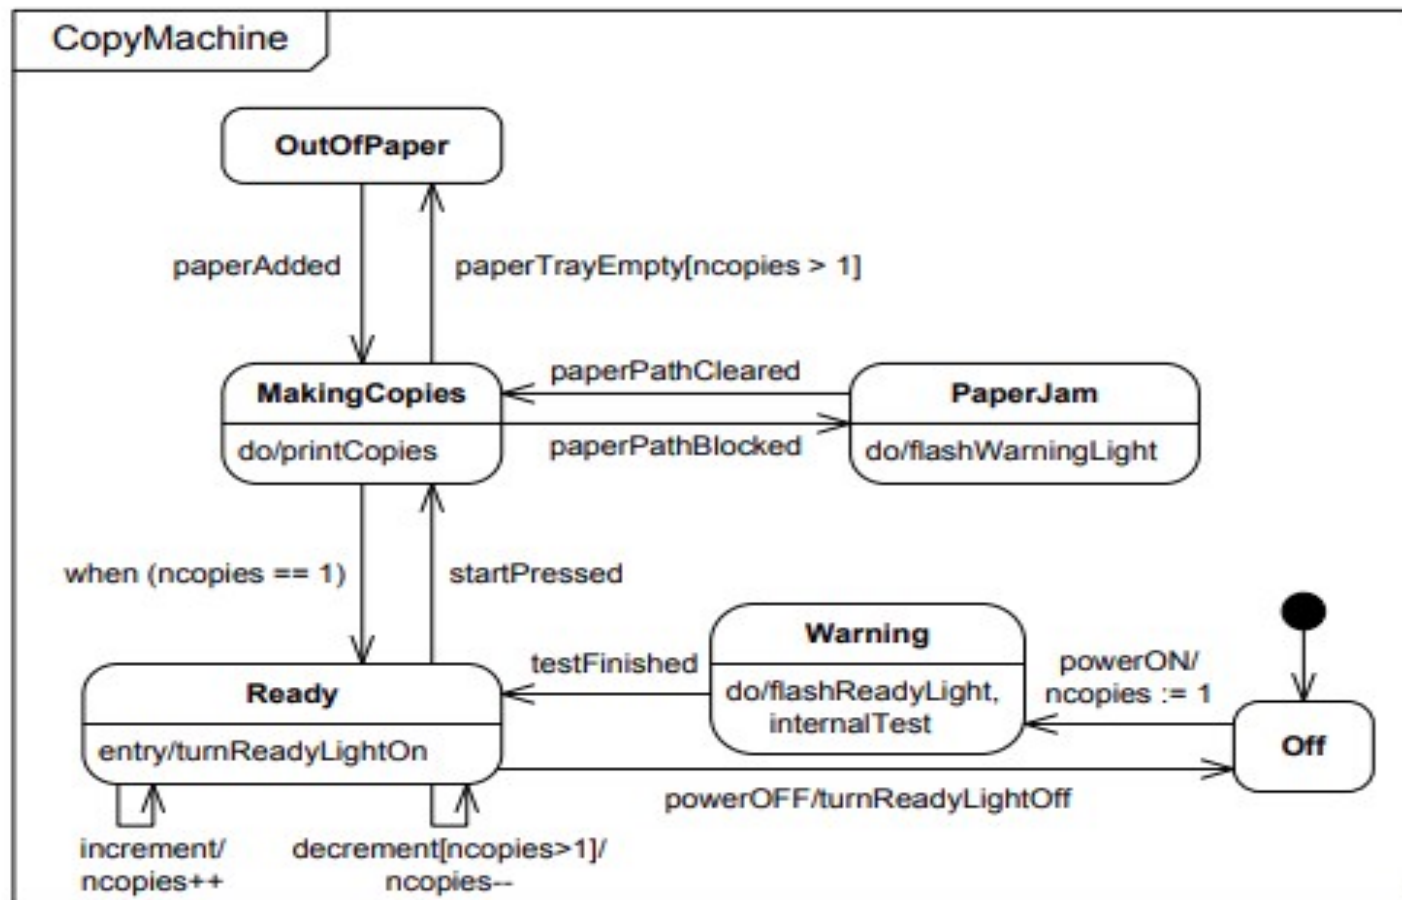 CopyMachine
OutOfPaper
paperAdded
paperTrayEmpty[ncopies > 1]
MakingCopies
do/printCopies
paperPathCleared
paperPathBlocked
PaperJam
do/flashWarningLight
when (ncopies == 1)
startPressed
Warning
do/flashReadyLight,
internalTest
testFinished
powerON/
ncopies := 1
Off
Ready
entry/turnReadyLightOn
powerOFF/turnReadyLightOff
increment/
ncopies++
decrement[ncopies>1]/
ncopies--